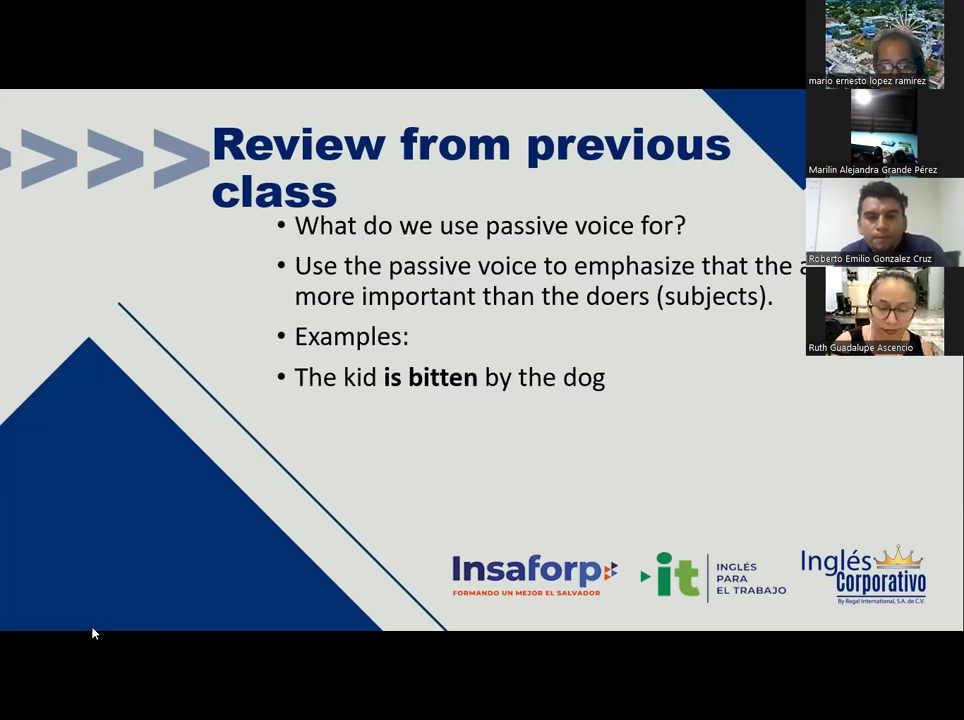 Review from previous
class
• What do we use passive voice for?
• Use the passive voice to emphasize that the
more important than the doers (subjects).
• Examples:
• The kid is bitten by the dog
mario ernesto lopez ramirez
Marilin Alejandra Grande Pérez
Roberto Emilio Gonzalez Cruz
Ruth Guadalupe Ascencio
Insaforp
FORMANDO UN MEJOR EL SALVADOR
it
INGLÉS
PARA
EL TRABAJO
Inglés
Corporativo
By Regal International, S.A. de C.V.